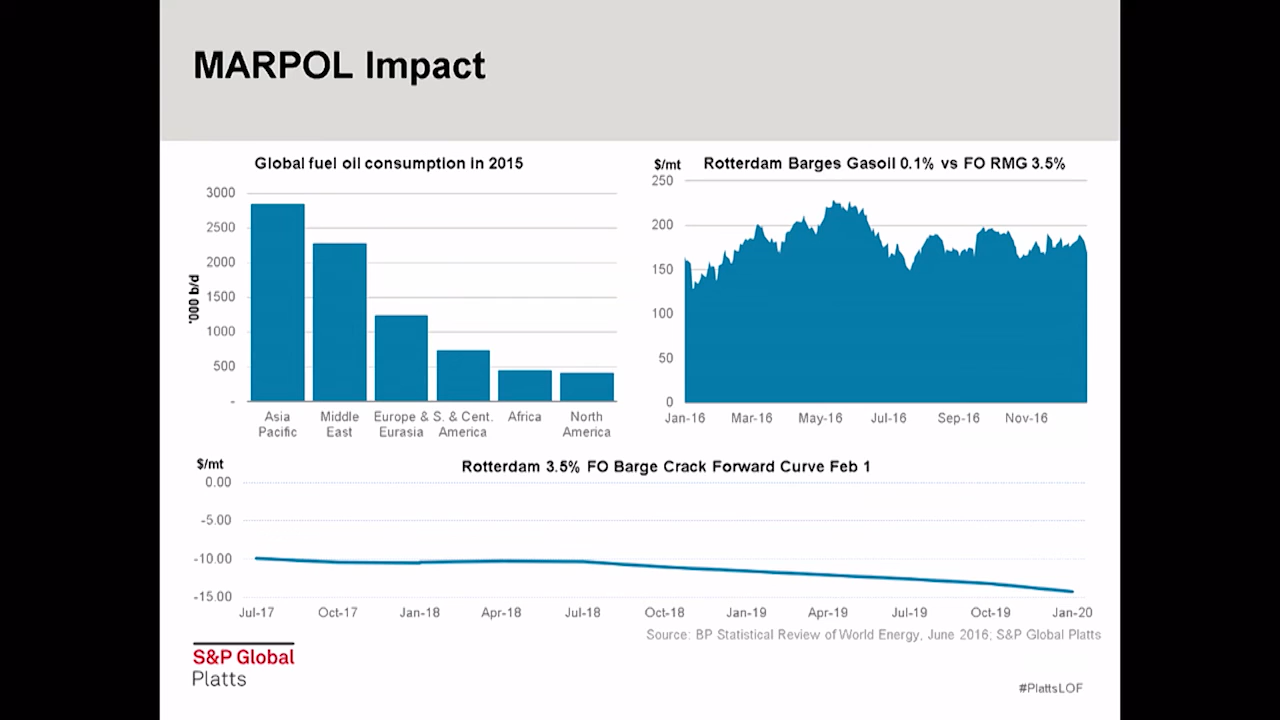 MARPOL Impact
Global fuel oil consumption in 2015
'000 b/d
3000
2500
2000
1500
1000
500
-
Asia Pacific
Middle East
Europe & Eurasia
S. & Cent. America
Africa
North America
$/mt
Rotterdam Barges Gasoil 0.1% vs FO RMG 3.5%
250
200
150
100
50
0
Jan-16 Mar-16 May-16 Jul-16 Sep-16 Nov-16
$/mt
Rotterdam 3.5% FO Barge Crack Forward Curve Feb 1
0.00
-5.00
-10.00
-15.00
Jul-17 Oct-17 Jan-18 Apr-18 Jul-18 Oct-18 Jan-19 Apr-19 Jul-19 Oct-19 Jan-20
Source: BP Statistical Review of World Energy, June 2016; S&P Global Platts
S&P Global
Platts
#PlattsLOF